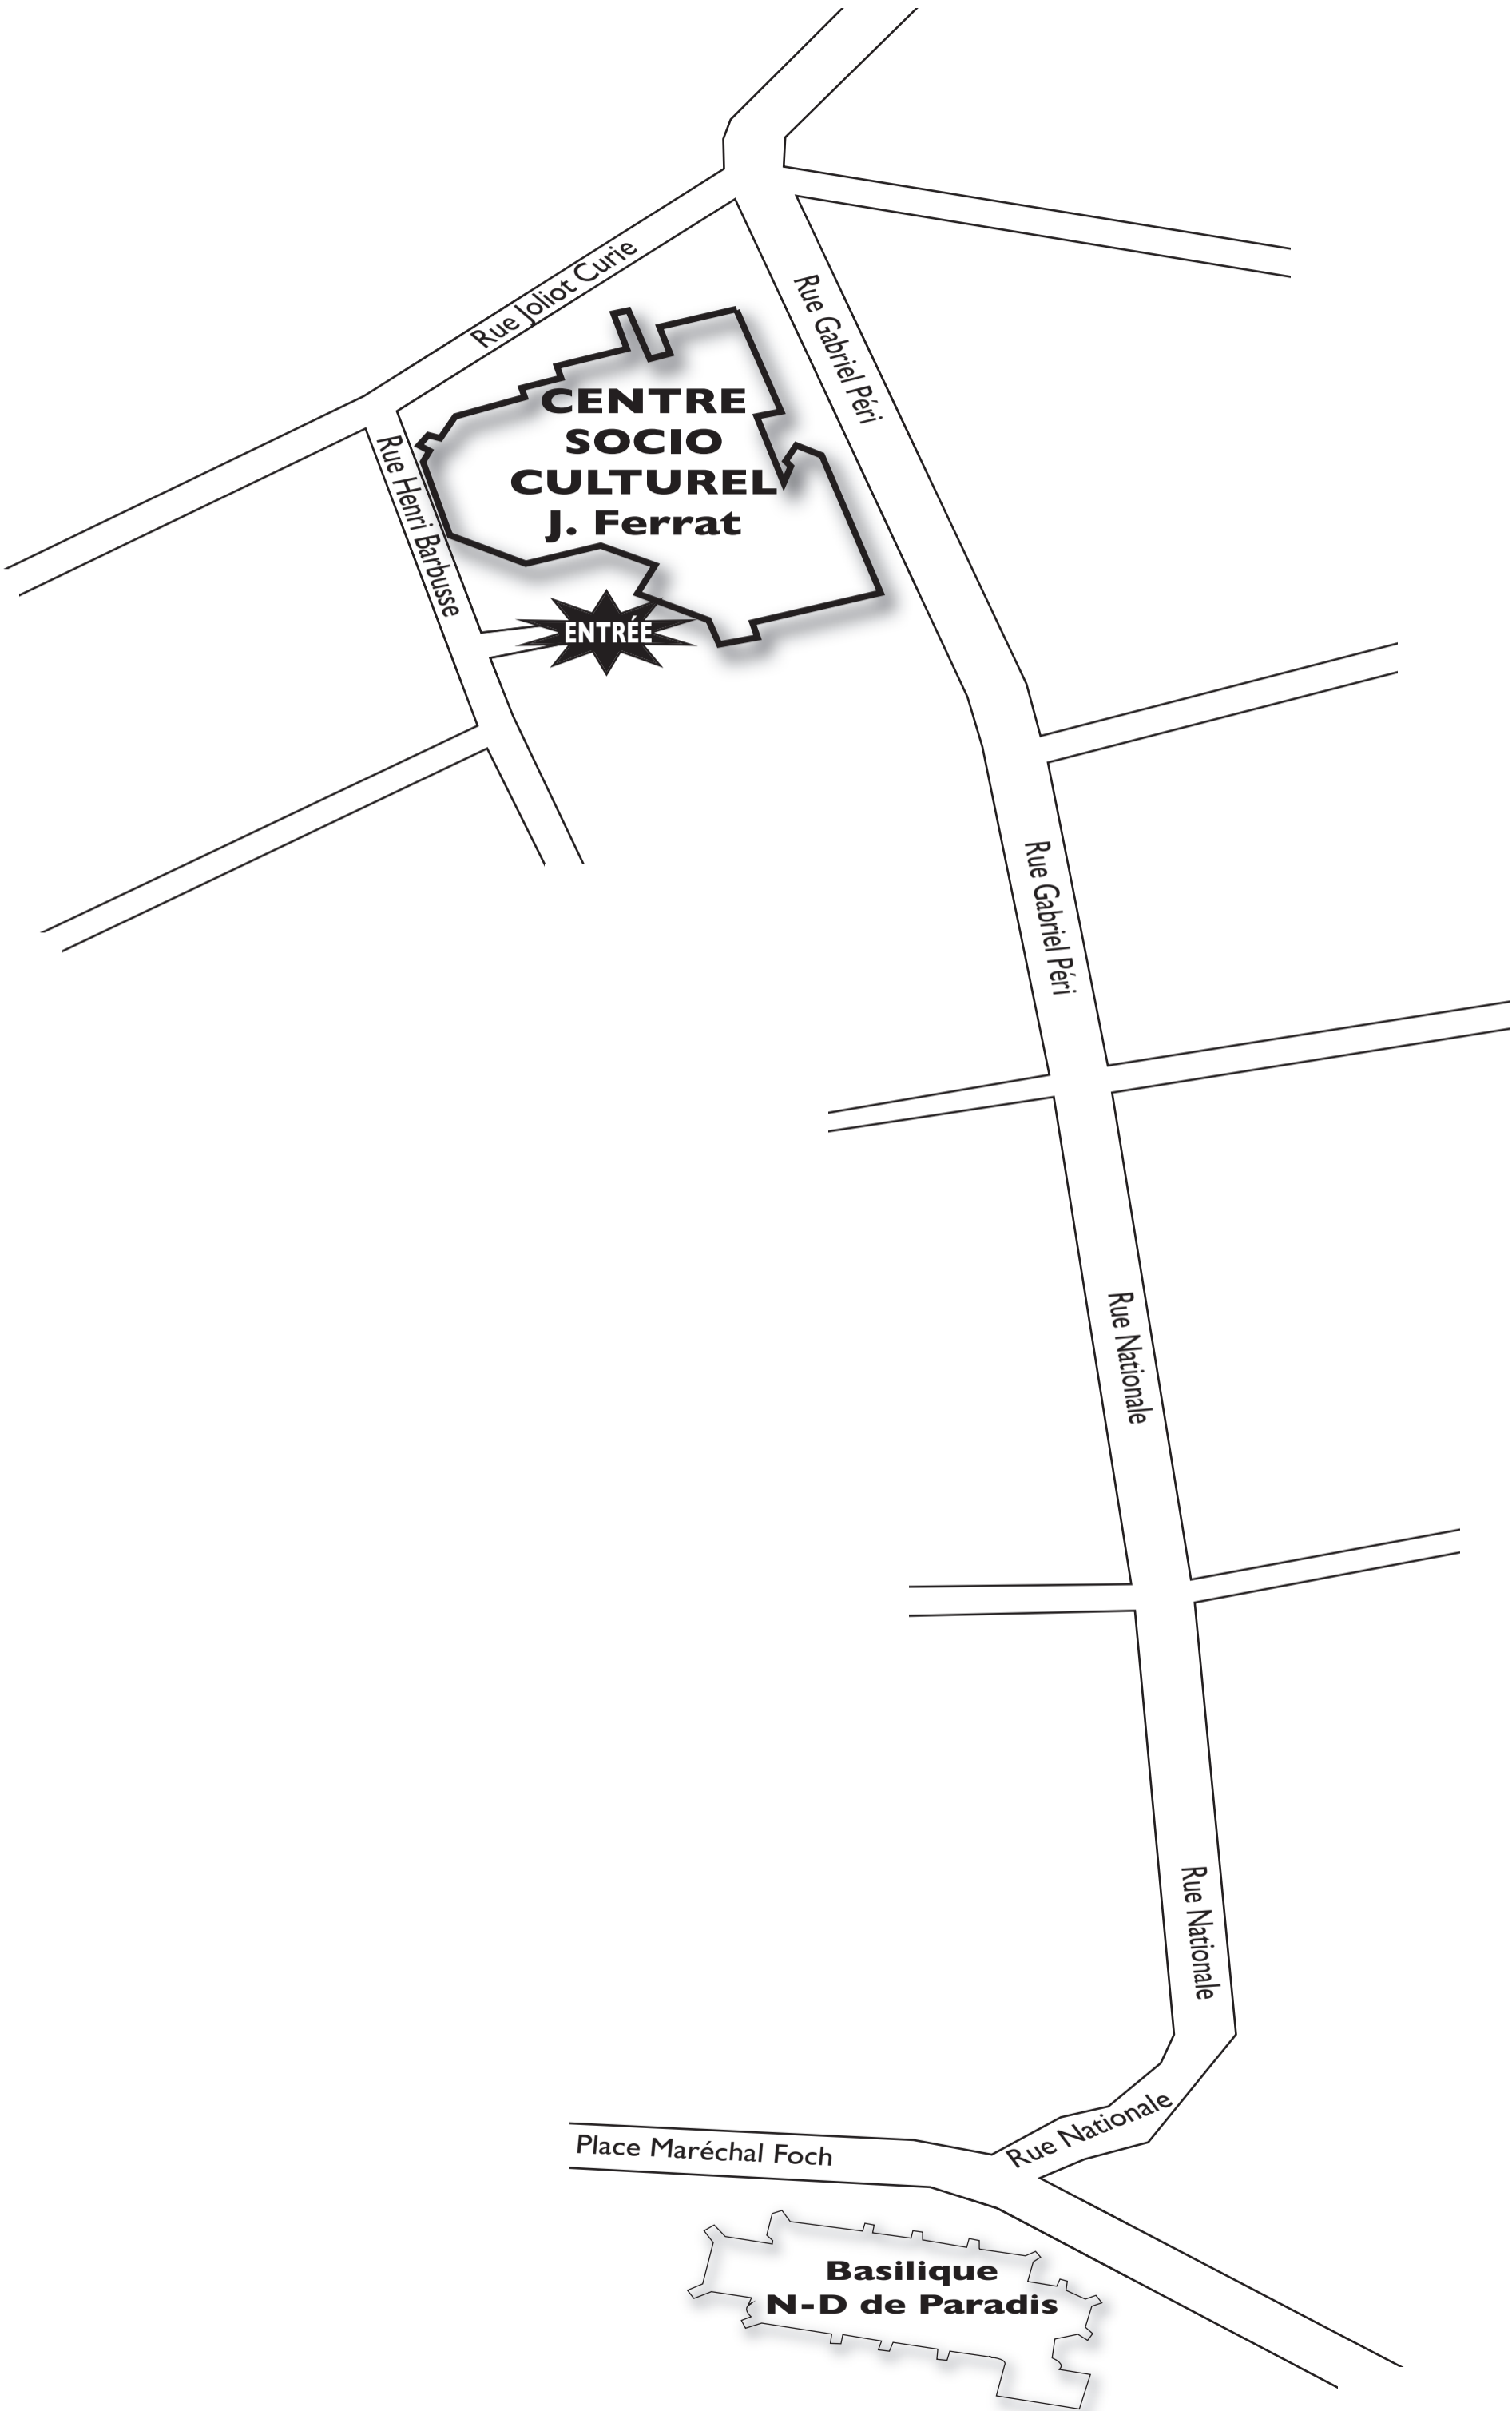 Rue Joliot Curie
Rue Gabriel Péri
CENTRE
SOCIO
CULTUREL
J. Ferrat
Rue Henri Barbusse
ENTRÉE
Rue Gabriel Péri
Rue Nationale
Rue Nationale
Rue Nationale
Place Maréchal Foch
Basilique
N-D de Paradis